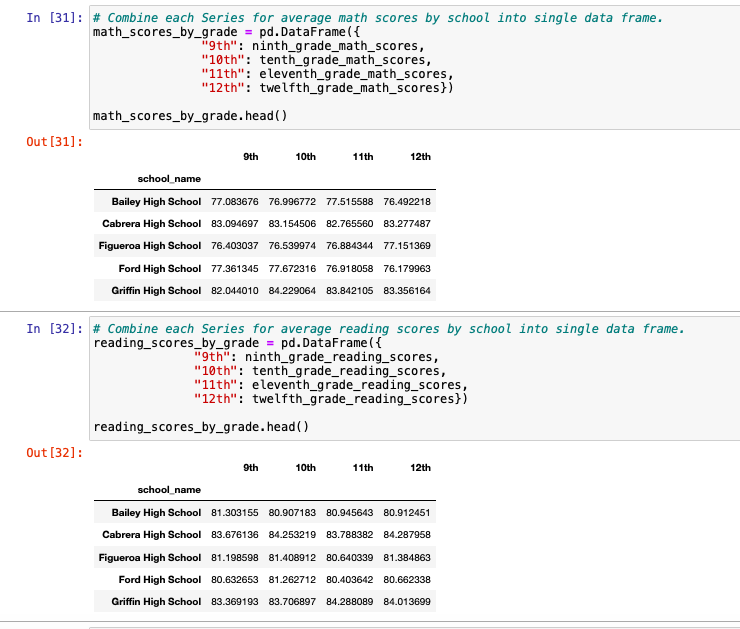 In [31]: # Combine each Series for average math scores by school into single data frame.
math_scores_by_grade = pd.DataFrame({
"9th": ninth_grade_math_scores,
"10th": tenth_grade_math_scores,
"11th": eleventh_grade_math_scores,
"12th": twelfth_grade_math_scores})
math_scores_by_grade.head()
Out[31]:
9th 10th 11th 12th
school_name
Bailey High School 77.083676 76.996772 77.515588 76.492218
Cabrera High School 83.094697 83.154506 82.765560 83.277487
Figueroa High School 76.403037 76.539974 76.884344 77.151369
Ford High School 77.361345 77.672316 76.918058 76.179963
Griffin High School 82.044010 84.229064 83.842105 83.356164
In [32]: # Combine each Series for average reading scores by school into single data frame.
reading_scores_by_grade = pd.DataFrame({
"9th": ninth_grade_reading_scores,
"10th": tenth_grade_reading_scores,
"11th": eleventh_grade_reading_scores,
"12th": twelfth_grade_reading_scores})
reading_scores_by_grade.head()
Out[32]:
9th 10th 11th 12th
school_name
Bailey High School 81.303155 80.907183 80.945643 80.912451
Cabrera High School 83.676136 84.253219 83.788382 84.287958
Figueroa High School 81.198598 81.408912 80.640339 81.384863
Ford High School 80.632653 81.262712 80.403642 80.662338
Griffin High School 83.369193 83.706897 84.288089 84.013699